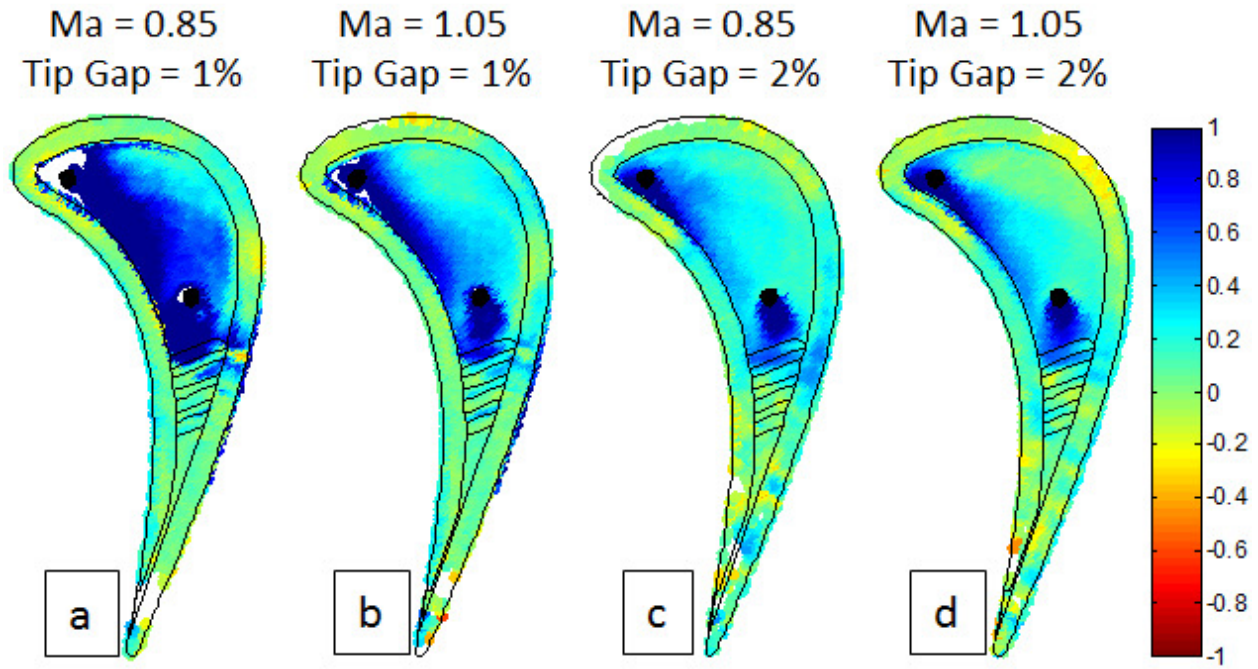 Ma = 0.85
Tip Gap = 1%
Ma = 1.05
Tip Gap = 1%
Ma = 0.85
Tip Gap = 2%
Ma = 1.05
Tip Gap = 2%
1
0.8
0.6
0.4
0.2
0
-0.2
-0.4
-0.6
-0.8
-1
a
b
c
d